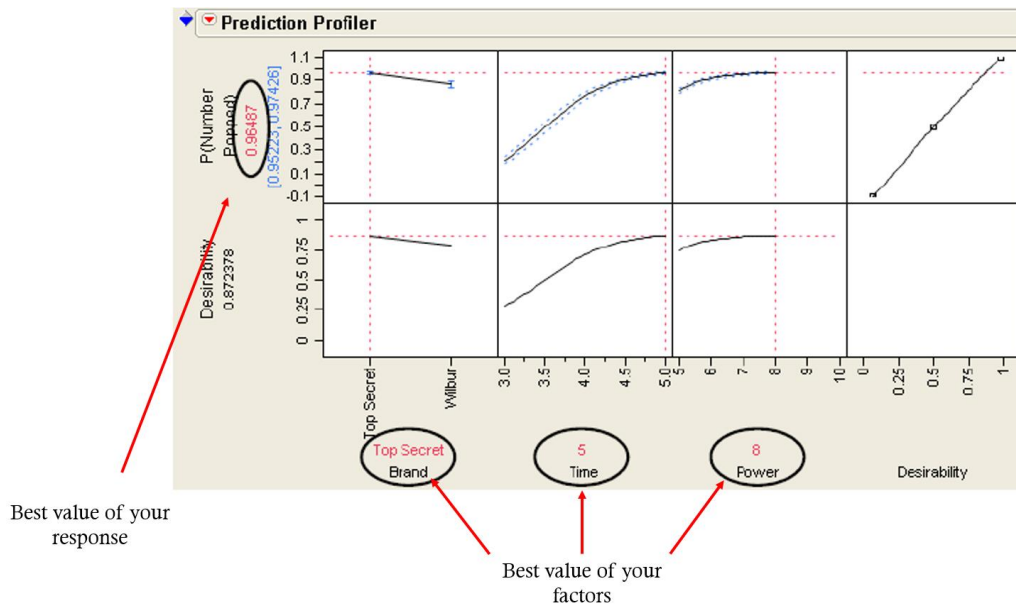 Prediction Profiler
P(Number
Popped)
0.96487
[0.95223, 0.97426]
1.1
0.9
0.7
0.5
0.3
0.1
-0.1
Desirability
0.872378
1
0.75
0.5
0.25
0
Top Secret
Wilbur
3.0
3.5
4.0
4.5
5.0
5
6
7
8
9
10
0
0.25
0.5
0.75
1
Top Secret
Brand
5
Time
8
Power
Desirability
Best value of your
response
Best value of your
factors